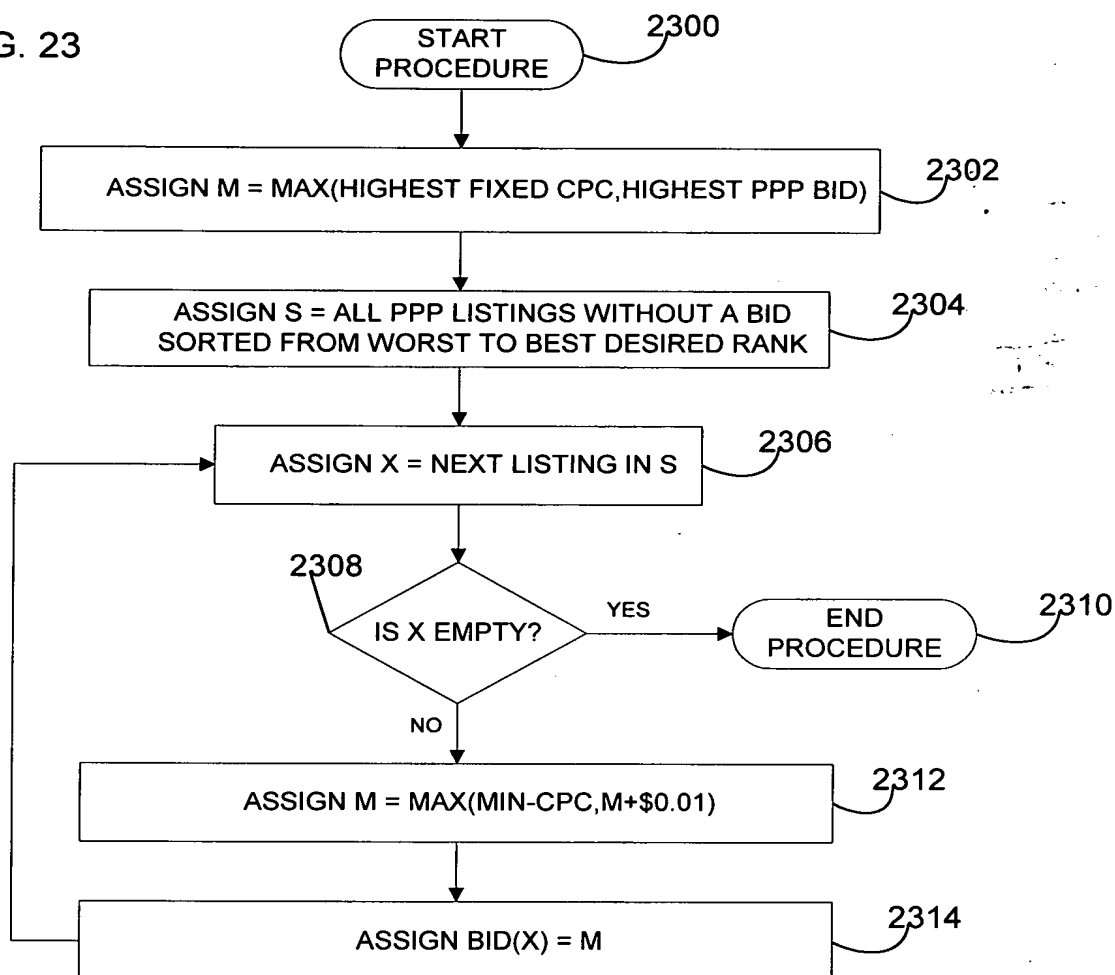 G. 23
START
PROCEDURE
2300
ASSIGN M = MAX(HIGHEST FIXED CPC,HIGHEST PPP BID)
2302
ASSIGN S = ALL PPP LISTINGS WITHOUT A BID
SORTED FROM WORST TO BEST DESIRED RANK
2304
ASSIGN X = NEXT LISTING IN S
2306
2308
IS X EMPTY?
YES
END
PROCEDURE
2310
NO
ASSIGN M = MAX(MIN-CPC,M+$0.01)
2312
ASSIGN BID(X) = M
2314